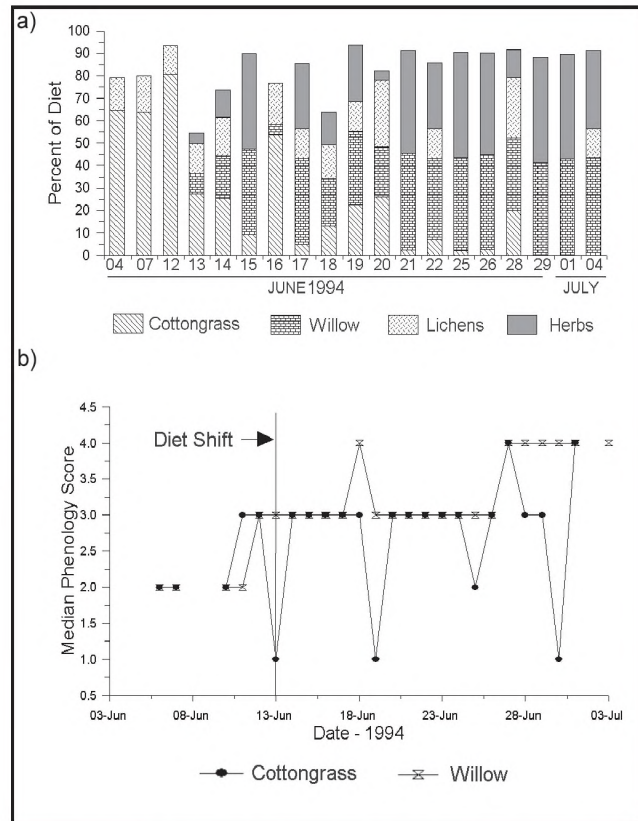 a)
100
90
80
70
60
50
40
30
20
10
0
Percent of Diet
04 07 12 13 14 15 16 17 18 19 20 21 22 25 26 28 29 01 04
JUNE 1994 JULY
Cottongrass Willow Lichens Herbs
b)
4.5
4.0
3.5
3.0
2.5
2.0
1.5
1.0
0.5
Median Phenology Score
Diet Shift
03-Jun 08-Jun 13-Jun 18-Jun 23-Jun 28-Jun 03-Jul
Date - 1994
Cottongrass Willow